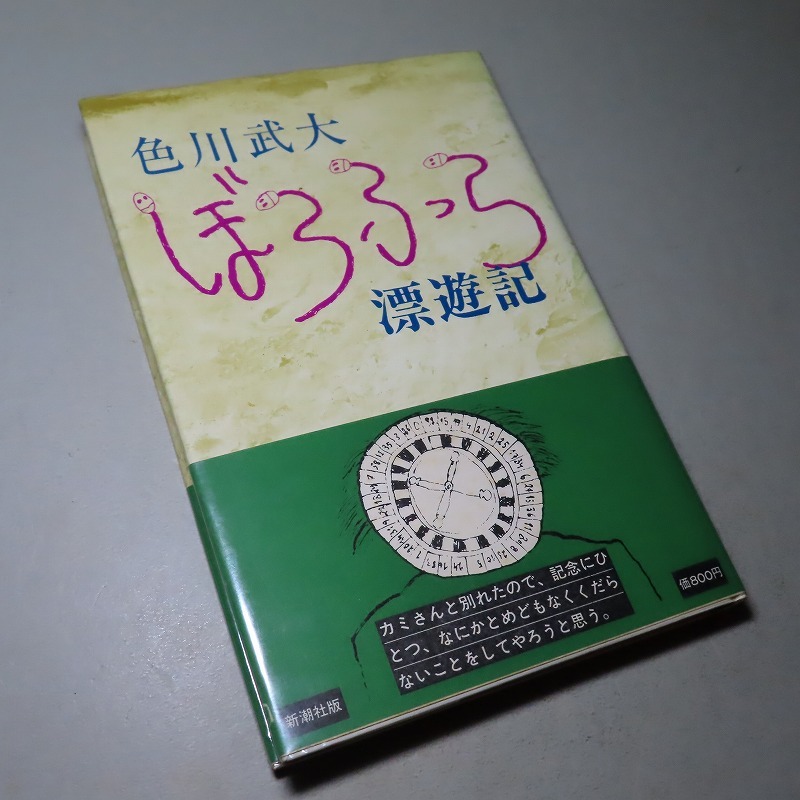 色川武大
ぼうふら
漂遊記
カミさんと別れたので、記念にひ
とつ、なにかとめどもなくくだら
ないことをしてやろうと思う。
価800円
新潮社版